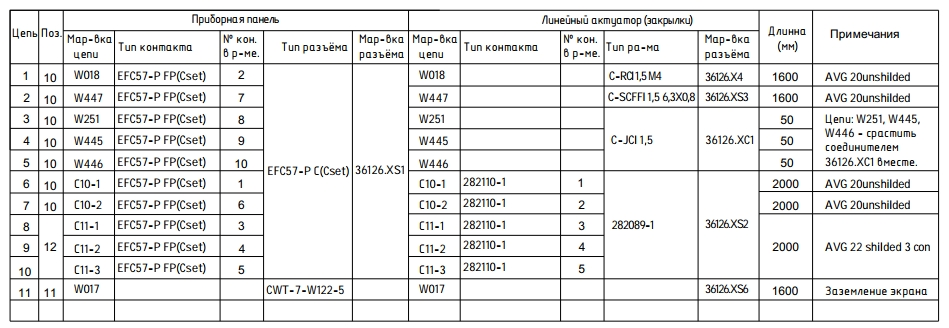 Приборная панель Линейный актуатор (закрылки)
Цепь Поз. Мар-вка цепи Тип контакта № кон. в р-ме. Тип разъёма Мар-вка разъёма Мар-вка цепи Тип контакта № кон. в р-ме. Тип ра-ма Мар-вка разъёма Длинна (мм) Примечания
1 10 W018 EFC57-P FP(Cset) 2 W018 C-RCI 1,5 M4 36126.X4 1600 AVG 20unshilded
2 10 W447 EFC57-P FP(Cset) 7 W447 C-SCFFI 1,5 6,3X0,8 36126.XS3 1600 AVG 20unshilded
3 10 W251 EFC57-P FP(Cset) 8 W251 50 Цепи: W251, W445,
4 10 W445 EFC57-P FP(Cset) 9 W445 C-JCI 1,5 36126.XC1 50 W446 - срастить соединителем
5 10 W446 EFC57-P FP(Cset) 10 EFC57-P C(Cset) 36126.XS1 W446 50 36126.XC1 вместе.
6 10 C10-1 EFC57-P FP(Cset) 1 C10-1 282110-1 1 2000 AVG 20unshilded
7 10 C10-2 EFC57-P FP(Cset) 6 C10-2 282110-1 2 2000 AVG 20unshilded
8 C11-1 EFC57-P FP(Cset) 3 C11-1 282110-1 3 282089-1 36126.XS2
9 12 C11-2 EFC57-P FP(Cset) 4 C11-2 282110-1 4 2000 AVG 22 shilded 3 con
10 C11-3 EFC57-P FP(Cset) 5 C11-3 282110-1 5
11 11 W017 CWT-7-W122-5 W017 36126.XS6 1600 Заземление экрана